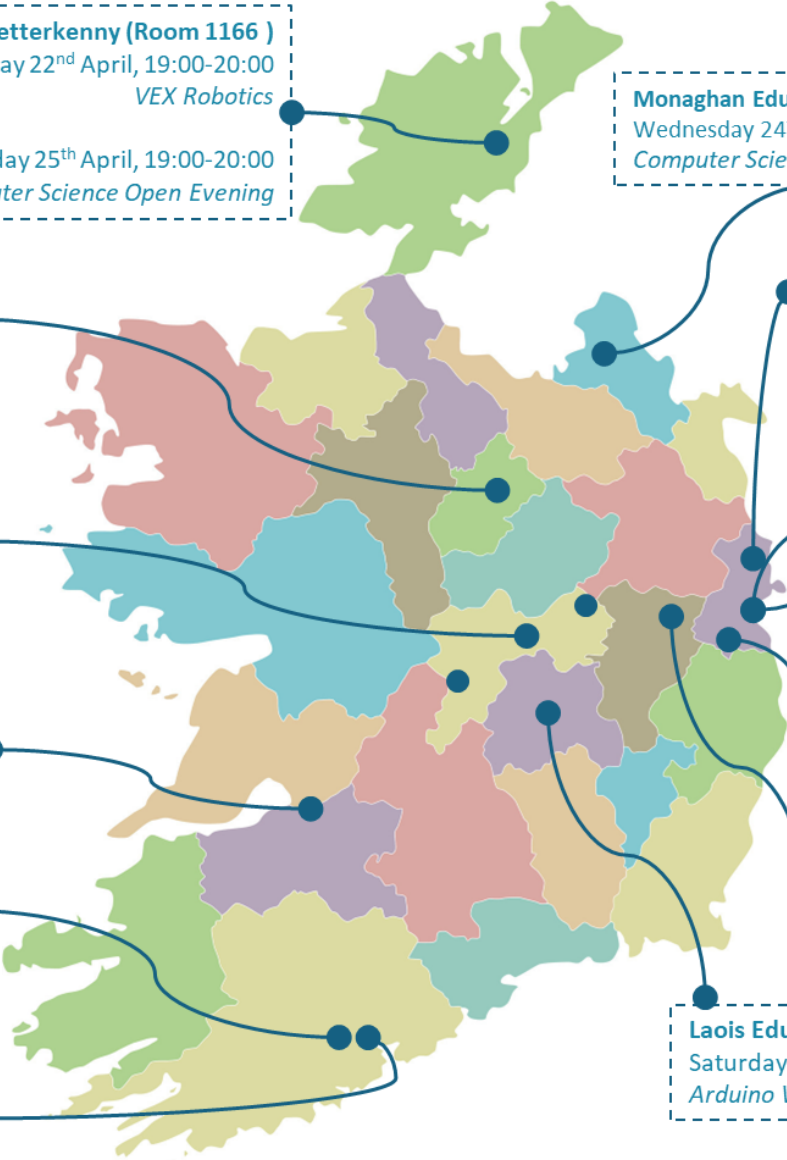 etterkenny (Room 1166 )
ay 22nd April, 19:00-20:00
VEX Robotics
day 25th April, 19:00-20:00
ter Science Open Evening
Monaghan Edu
Wednesday 24
Computer Scie
Laois Edu
Saturday
Arduino